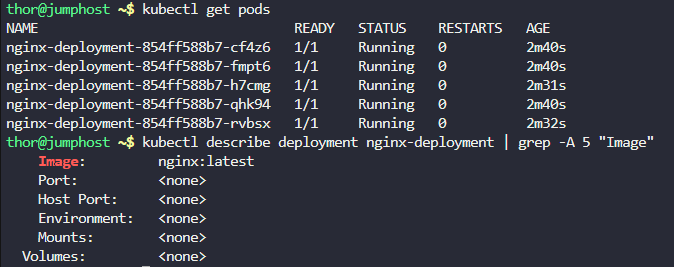 thor@jumphost ~$ kubectl get pods
NAME                                READY   STATUS    RESTARTS   AGE
nginx-deployment-854ff588b7-cf4z6   1/1     Running   0          2m40s
nginx-deployment-854ff588b7-fmpt6   1/1     Running   0          2m40s
nginx-deployment-854ff588b7-h7cmg   1/1     Running   0          2m31s
nginx-deployment-854ff588b7-qhk94   1/1     Running   0          2m40s
nginx-deployment-854ff588b7-rvbsx   1/1     Running   0          2m32s
thor@jumphost ~$ kubectl describe deployment nginx-deployment | grep -A 5 "Image"
    Image:         nginx:latest
    Port:          <none>
    Host Port:     <none>
    Environment:   <none>
    Mounts:        <none>
  Volumes:         <none>